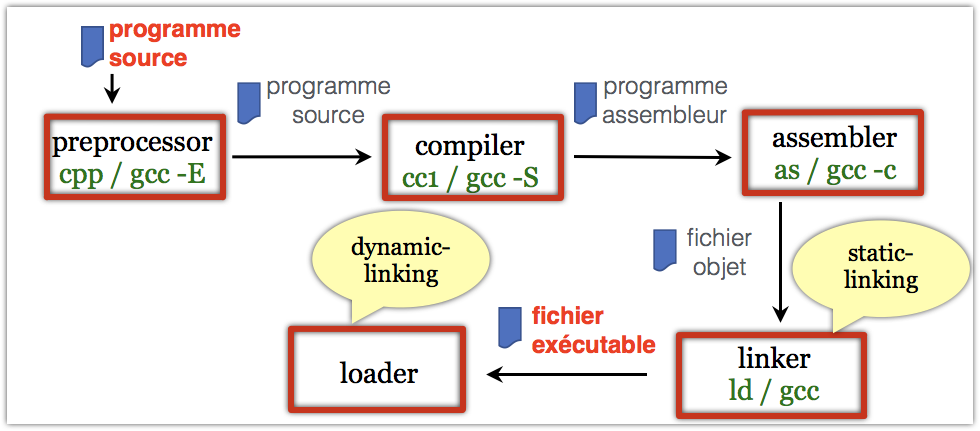 programme
source
preprocessor
cpp / gcc -E
programme
source
compiler
cc1 / gcc -S
programme
assembleur
assembler
as / gcc -c
fichier
objet
static-
linking
linker
ld / gcc
fichier
exécutable
dynamic-
linking
loader